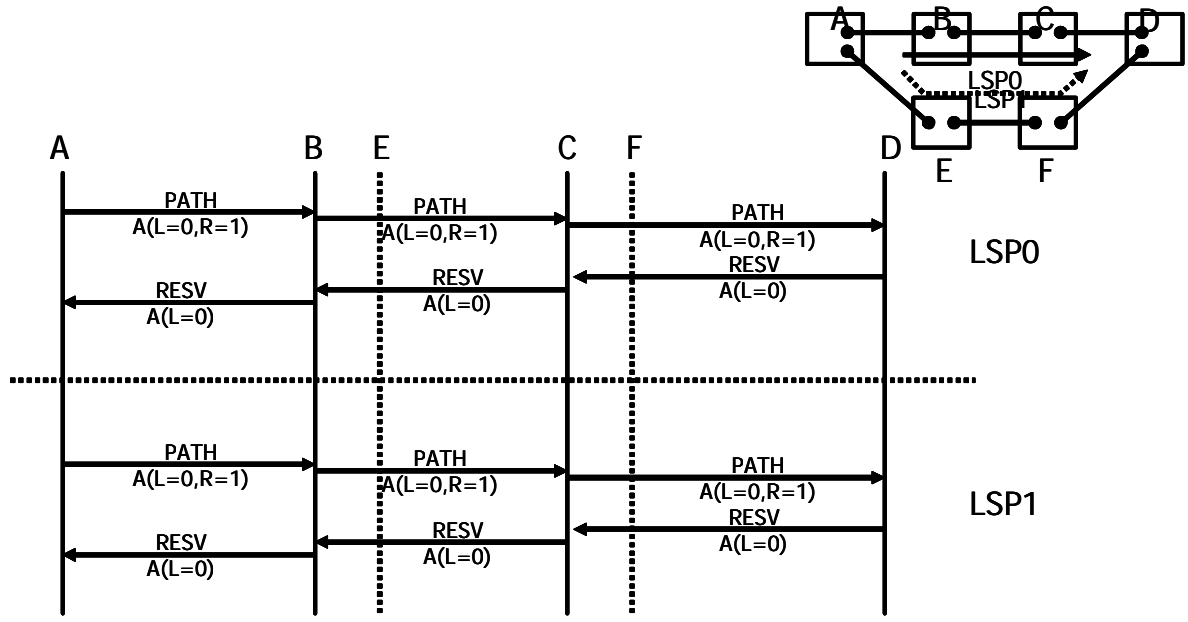 A B C D
LSP0
LSP1
E F
A B E C F D
PATH
A(L=0,R=1)
PATH
A(L=0,R=1)
PATH
A(L=0,R=1)
RESV
A(L=0)
RESV
A(L=0)
RESV
A(L=0)
LSP0
PATH
A(L=0,R=1)
PATH
A(L=0,R=1)
PATH
A(L=0,R=1)
RESV
A(L=0)
RESV
A(L=0)
RESV
A(L=0)
LSP1